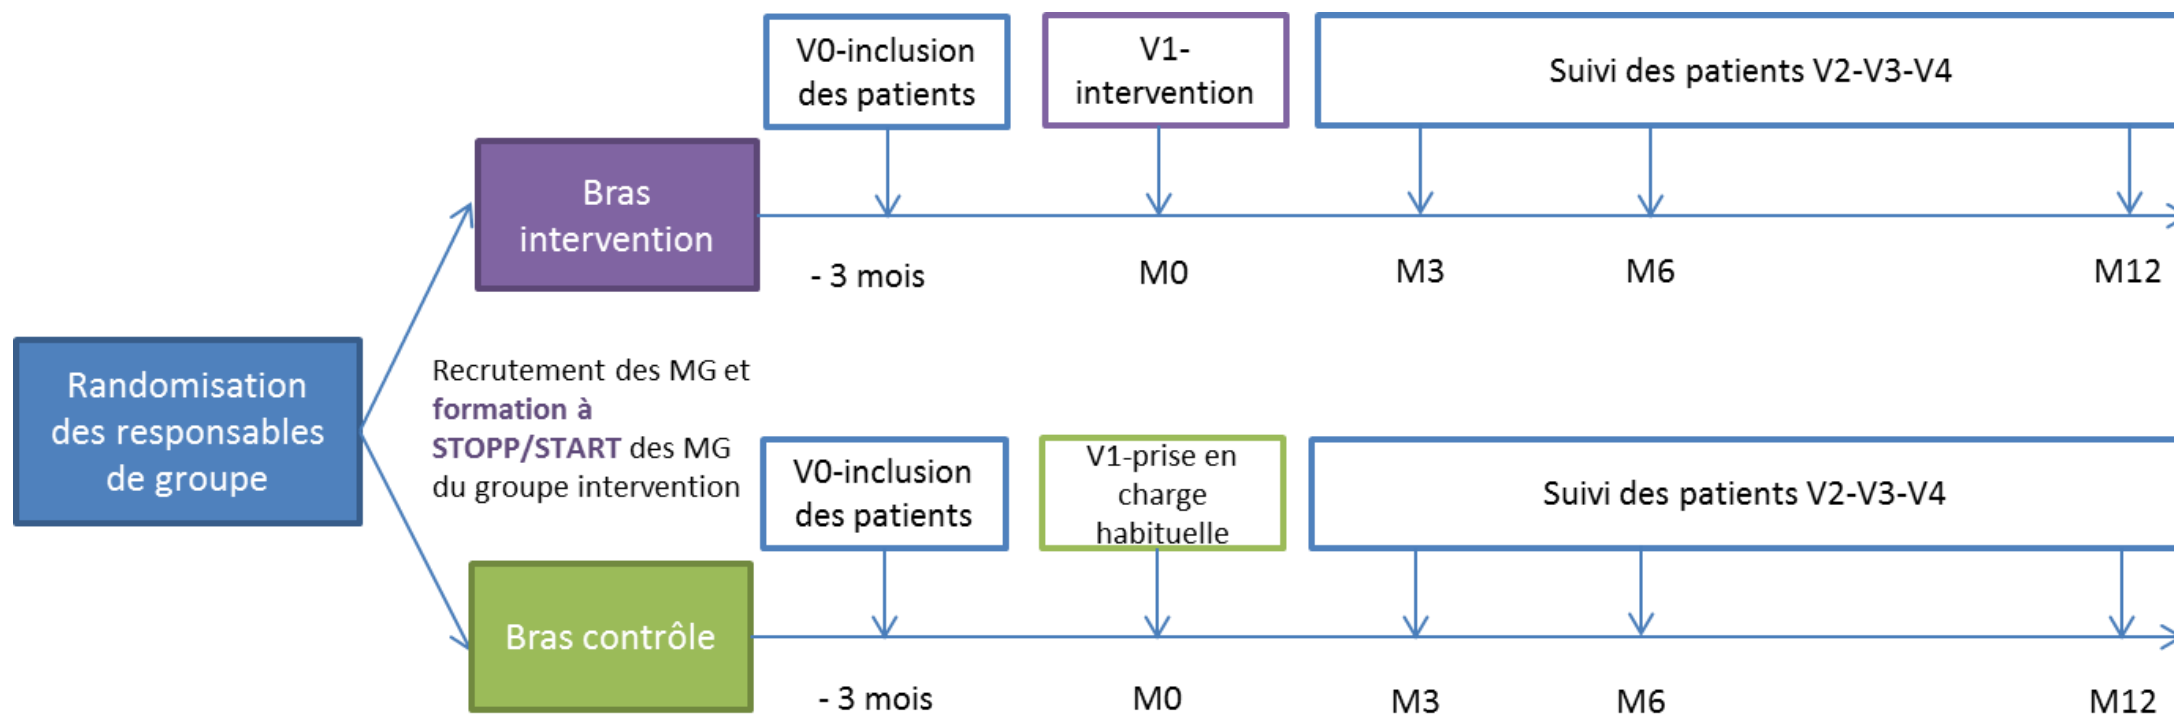 V0-inclusion
des patients
V1-
intervention
Suivi des patients V2-V3-V4
Bras
intervention
- 3 mois
M0
M3
M6
M12
Randomisation
des responsables
de groupe
Recrutement des MG et
formation à
STOPP/START des MG
du groupe intervention
V0-inclusion
des patients
V1-prise en
charge
habituelle
Suivi des patients V2-V3-V4
Bras contrôle
- 3 mois
M0
M3
M6
M12